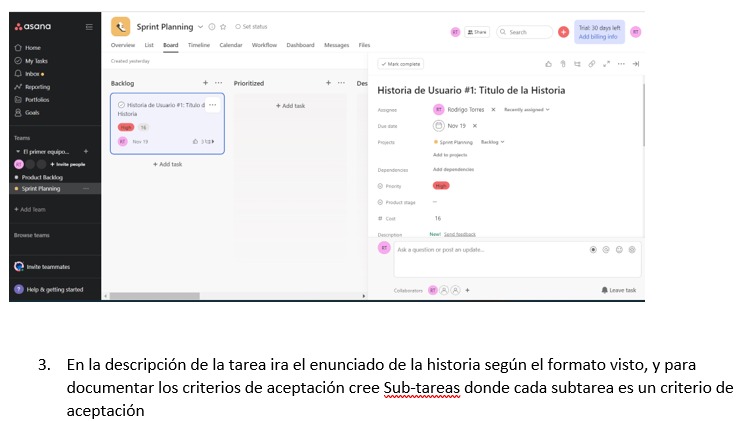 asana
Home
My Tasks
Inbox
Reporting
Portfolios
Goals
Teams
El primer equipo...
RT
+ Invite people
Product Backlog
Sprint Planning
+ Add Team
Browse teams
Invite teammates
Help & getting started
Sprint Planning
Set status
Overview List Board Timeline Calendar Workflow Dashboard Messages Files
RT Share Search
Trial: 30 days left
Add billing info
RT
Created yesterday
Backlog
Historia de Usuario #1: Titulo d
Historia
High 16
RT Nov 19
+ Add task
Prioritized
+ Add task
Des
Mark complete
Historia de Usuario #1: Titulo de la Historia
Assignee RT Rodrigo Torres × Recently assigned
Due date Nov 19 ×
Projects Sprint Planning Backlog
Add to projects
Dependencies Add dependencies
Priority High
Product stage —
# Cost 16
Description New! Send feedback
RT Ask a question or post an update...
Collaborators RT + Leave task
3. En la descripción de la tarea ira el enunciado de la historia según el formato visto, y para
documentar los criterios de aceptación cree Sub-tareas donde cada subtarea es un criterio de
aceptación